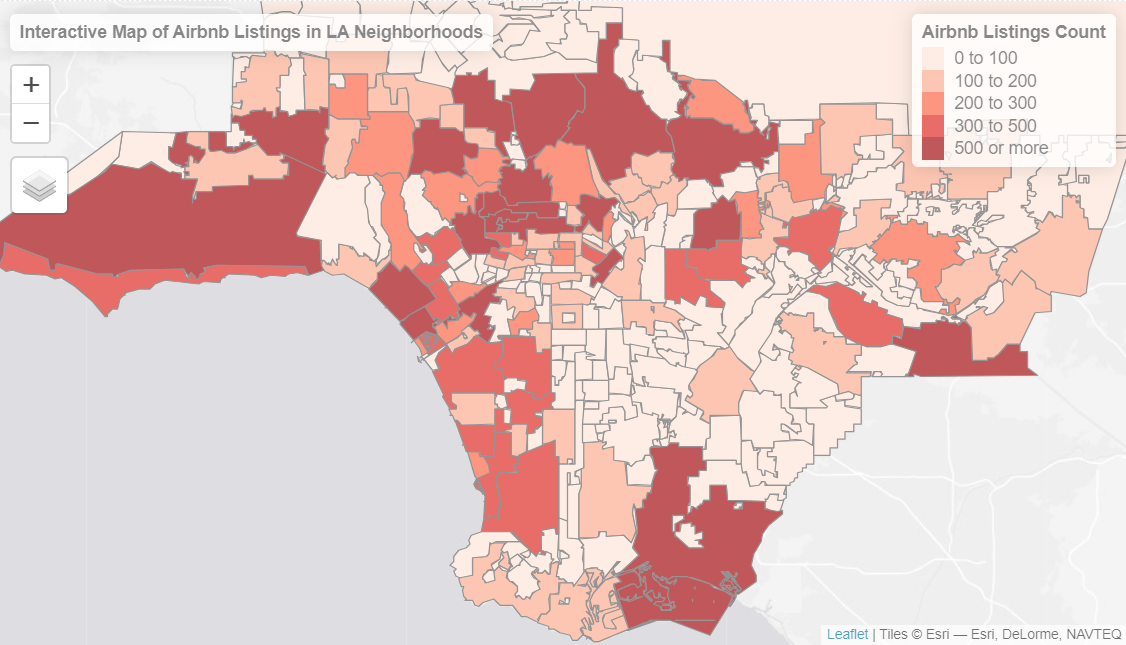 Interactive Map of Airbnb Listings in LA Neighborhoods
+
−
Airbnb Listings Count
0 to 100
100 to 200
200 to 300
300 to 500
500 or more
Leaflet | Tiles © Esri — Esri, DeLorme, NAVTEQ